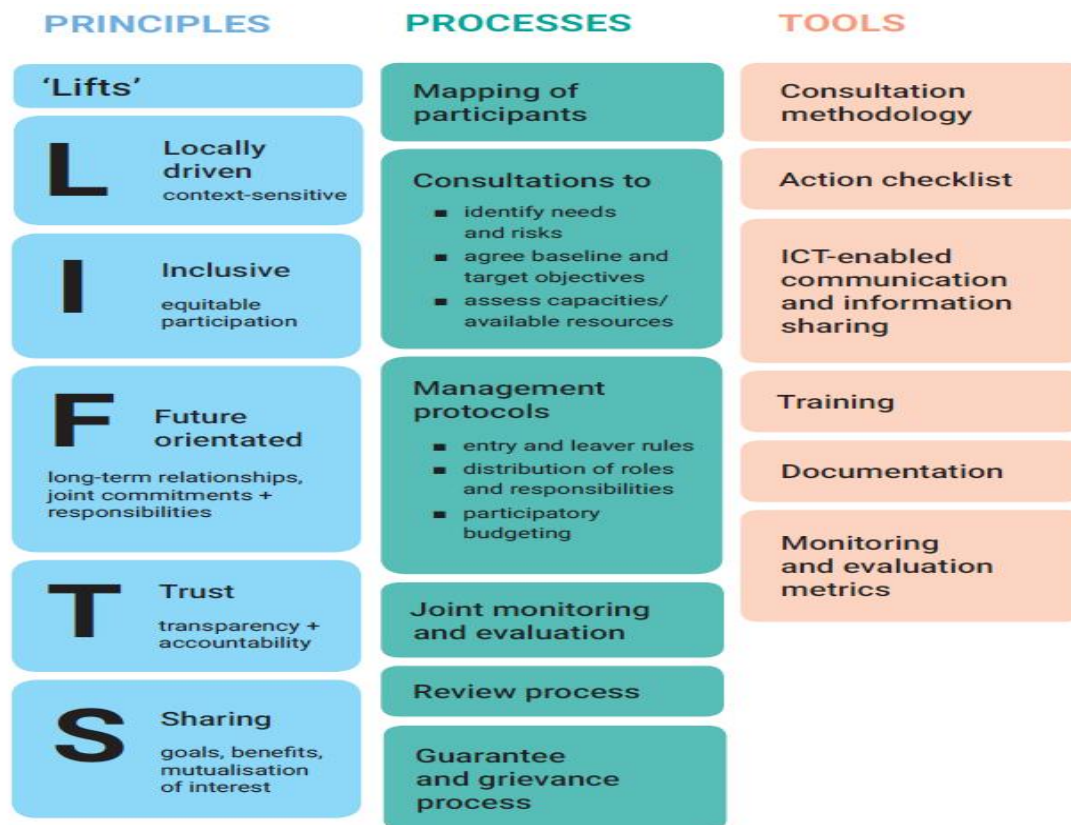 PRINCIPLES
‘Lifts’
L
Locally
driven
context-sensitive
I
Inclusive
equitable
participation
F
Future
orientated
long-term relationships,
joint commitments +
responsibilities
T
Trust
transparency +
accountability
S
Sharing
goals, benefits,
mutualisation
of interest
PROCESSES
Mapping of
participants
Consultations to
▪ identify needs
and risks
▪ agree baseline and
target objectives
▪ assess capacities/
available resources
Management
protocols
▪ entry and leaver rules
▪ distribution of roles
and responsibilities
▪ participatory
budgeting
Joint monitoring
and evaluation
Review process
Guarantee
and grievance
process
TOOLS
Consultation
methodology
Action checklist
ICT-enabled
communication
and information
sharing
Training
Documentation
Monitoring
and evaluation
metrics